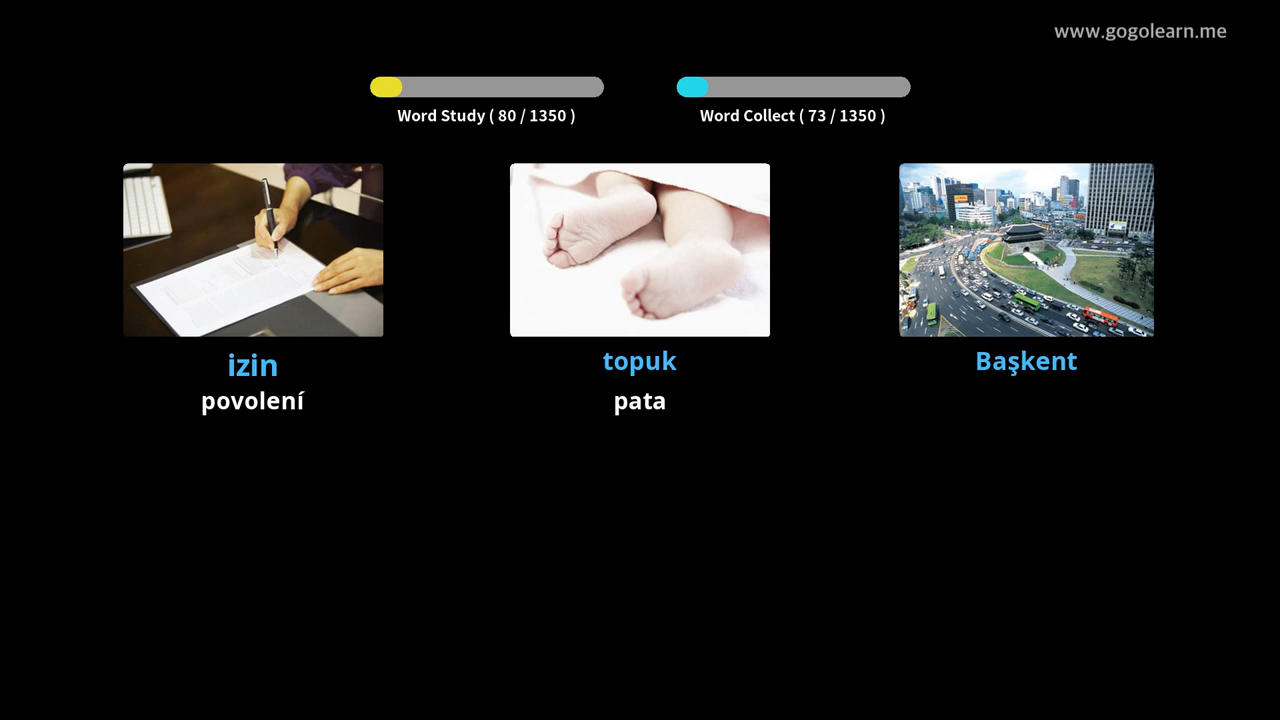 www.gogolearn.me
Word Study ( 80 / 1350 )
Word Collect ( 73 / 1350 )
izin
topuk
Başkent
povolení
pata